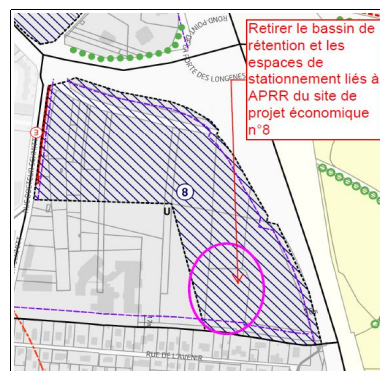 Retirer le bassin de
rétention et les
espaces de
stationnement liés à
APRR du site de
projet économique
n°8
ROND-POINT
PORTE DES LONGENES
3
8
U
RUE DE L'AVENIR